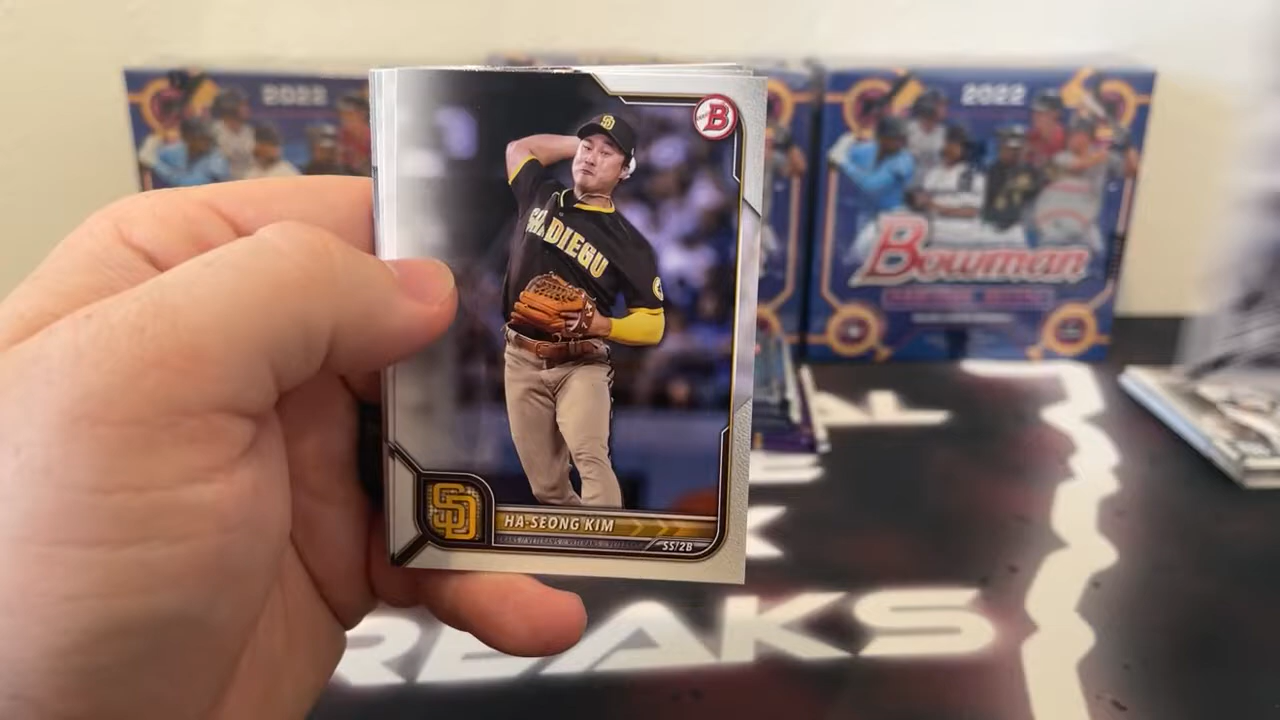 2022
2022
B
SD
SAN DIEGO
Bowman
SD
HA-SEONG KIM
SS/2B
REAKS